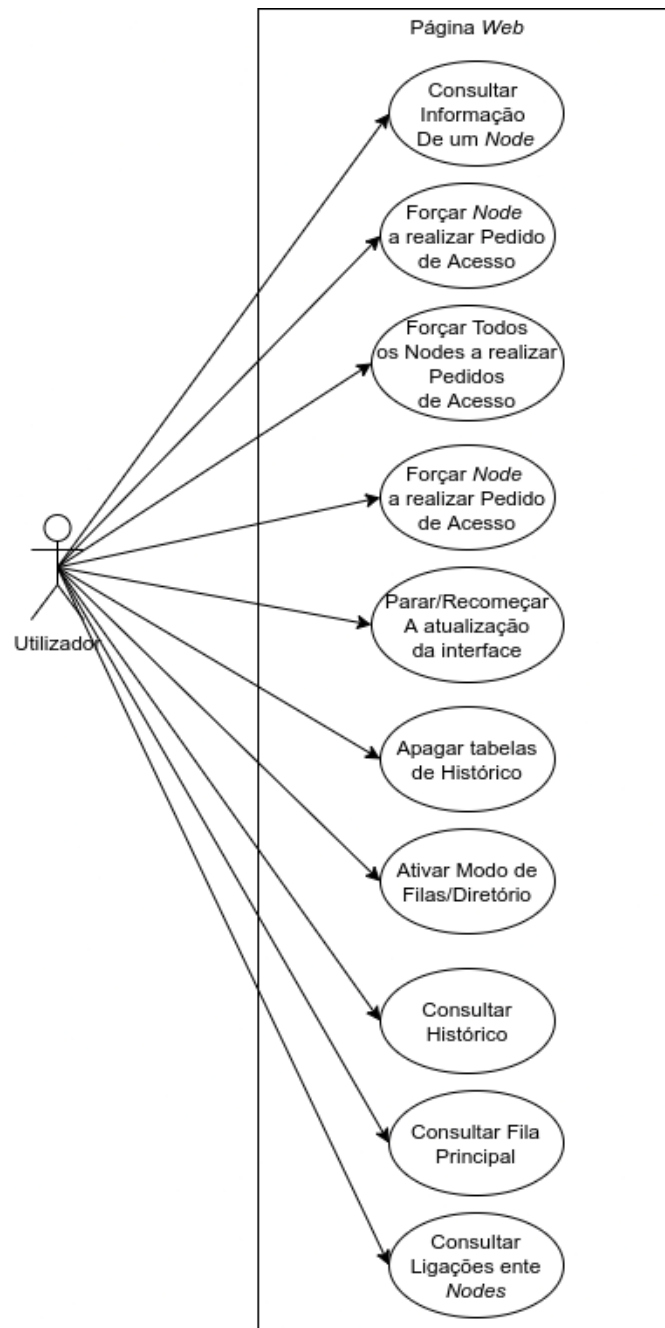 Página Web
Consultar
Informação
De um Node
Forçar Node
a realizar Pedido
de Acesso
Forçar Todos
os Nodes a realizar
Pedidos
de Acesso
Forçar Node
a realizar Pedido
de Acesso
Utilizador
Parar/Recomeçar
A atualização
da interface
Apagar tabelas
de Histórico
Ativar Modo de
Filas/Diretório
Consultar
Histórico
Consultar Fila
Principal
Consultar
Ligações ente
Nodes